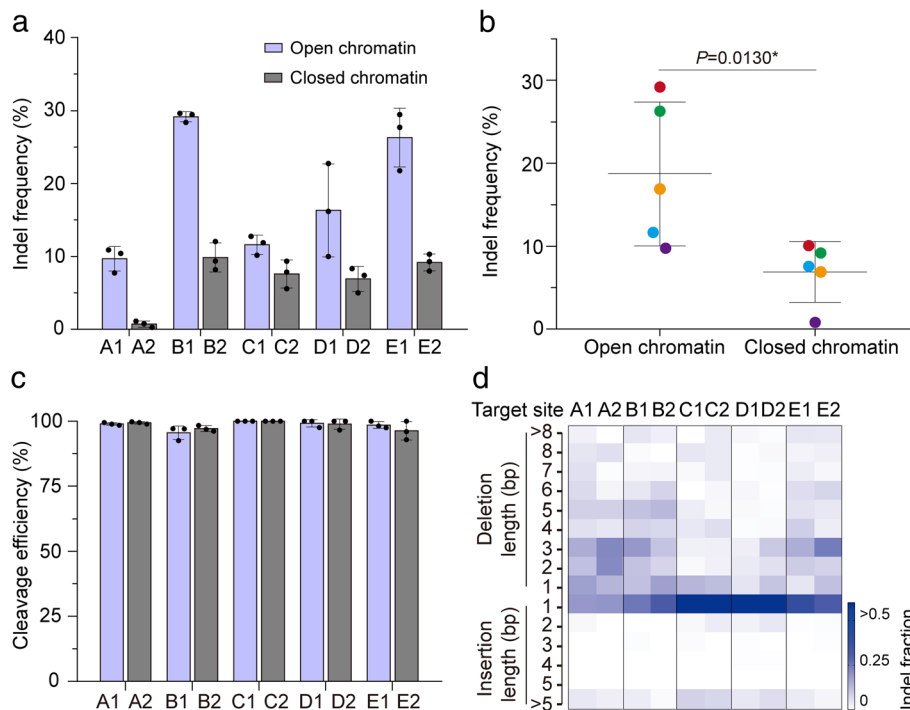 a
Indel frequency (%)
40
30
20
10
0
Open chromatin
Closed chromatin
A1 A2 B1 B2 C1 C2 D1 D2 E1 E2
b
Indel frequency (%)
30
20
10
0
P=0.0130*
Open chromatin Closed chromatin
c
Cleavage efficiency (%)
100
75
50
25
0
A1 A2 B1 B2 C1 C2 D1 D2 E1 E2
d
Target site A1 A2 B1 B2 C1 C2 D1 D2 E1 E2
Deletion
length (bp)
>8
8
7
6
5
4
3
2
1
Insertion
length (bp)
1
2
3
4
5
>5
>0.5
0.25
0
Indel fraction